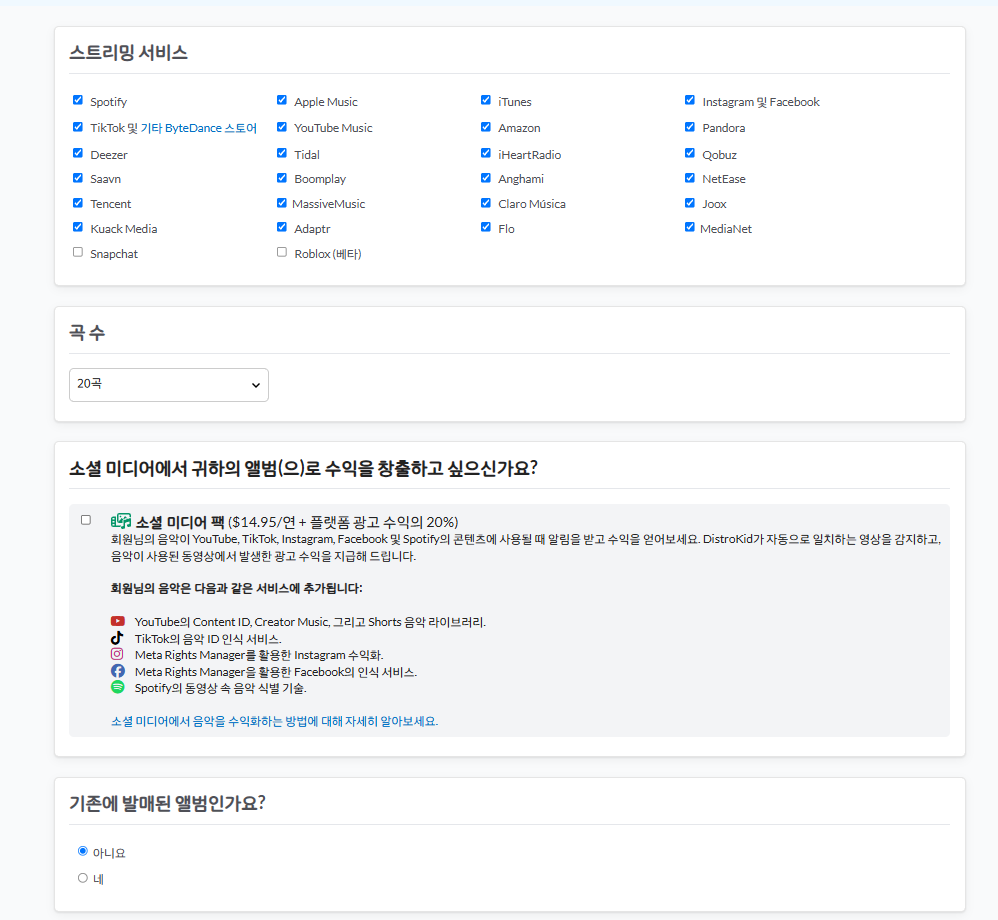 스트리밍 서비스
Spotify Apple Music iTunes Instagram 및 Facebook
TikTok 및 기타 ByteDance 스토어 YouTube Music Amazon Pandora
Deezer Tidal iHeartRadio Qobuz
Saavn Boomplay Anghami NetEase
Tencent MassiveMusic Claro Música Joox
Kuack Media Adaptr Flo MediaNet
Snapchat Roblox (베타)
곡 수
20곡
소셜 미디어에서 귀하의 앨범(으)로 수익을 창출하고 싶으신가요?
소셜 미디어 팩 ($14.95/연 + 플랫폼 광고 수익의 20%)
회원님의 음악이 YouTube, TikTok, Instagram, Facebook 및 Spotify의 콘텐츠에 사용될 때 알림을 받고 수익을 얻어보세요. DistroKid가 자동으로 일치하는 영상을 감지하고,
음악이 사용된 동영상에서 발생한 광고 수익을 지급해 드립니다.
회원님의 음악은 다음과 같은 서비스에 추가됩니다:
YouTube의 Content ID, Creator Music, 그리고 Shorts 음악 라이브러리.
TikTok의 음악 ID 인식 서비스.
Meta Rights Manager를 활용한 Instagram 수익화.
Meta Rights Manager을 활용한 Facebook의 인식 서비스.
Spotify의 동영상 속 음악 식별 기술.
소셜 미디어에서 음악을 수익화하는 방법에 대해 자세히 알아보세요.
기존에 발매된 앨범인가요?
아니요
네